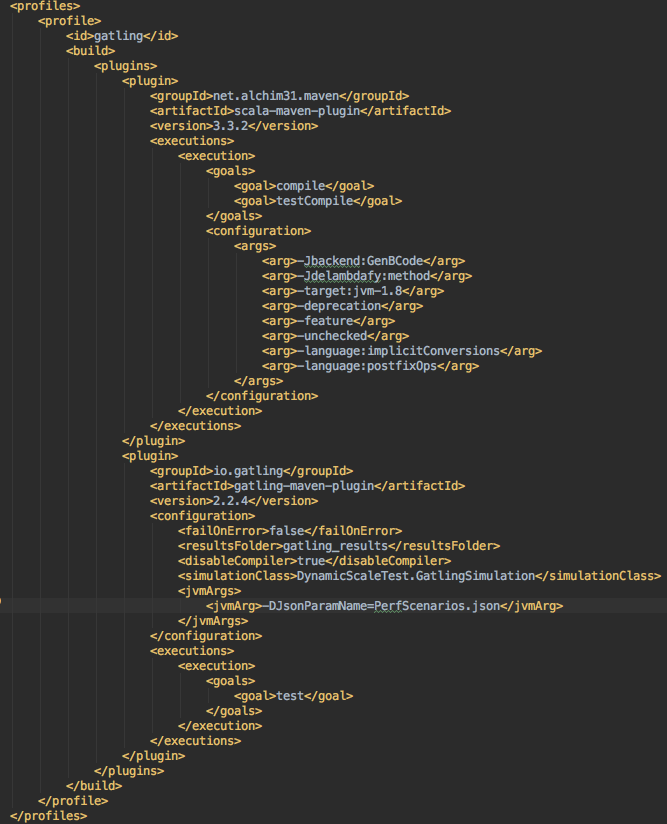 <profiles>
<profile>
<id>gatling</id>
<build>
<plugins>
<plugin>
<groupId>net.alchim31.maven</groupId>
<artifactId>scala-maven-plugin</artifactId>
<version>3.3.2</version>
<executions>
<execution>
<goals>
<goal>compile</goal>
<goal>testCompile</goal>
</goals>
<configuration>
<args>
<arg>-Jbackend:GenBCode</arg>
<arg>-Jdelambdafy:method</arg>
<arg>-target:jvm-1.8</arg>
<arg>-deprecation</arg>
<arg>-feature</arg>
<arg>-unchecked</arg>
<arg>-language:implicitConversions</arg>
<arg>-language:postfixOps</arg>
</args>
</configuration>
</execution>
</executions>
</plugin>
<plugin>
<groupId>io.gatling</groupId>
<artifactId>gatling-maven-plugin</artifactId>
<version>2.2.4</version>
<configuration>
<failOnError>false</failOnError>
<resultsFolder>gatling_results</resultsFolder>
<disableCompiler>true</disableCompiler>
<simulationClass>DynamicScaleTest.GatlingSimulation</simulationClass>
<jvmArgs>
<jvmArg>-DJsonParamName=PerfScenarios.json</jvmArg>
</jvmArgs>
</configuration>
<executions>
<execution>
<goals>
<goal>test</goal>
</goals>
</execution>
</executions>
</plugin>
</plugins>
</build>
</profile>
</profiles>